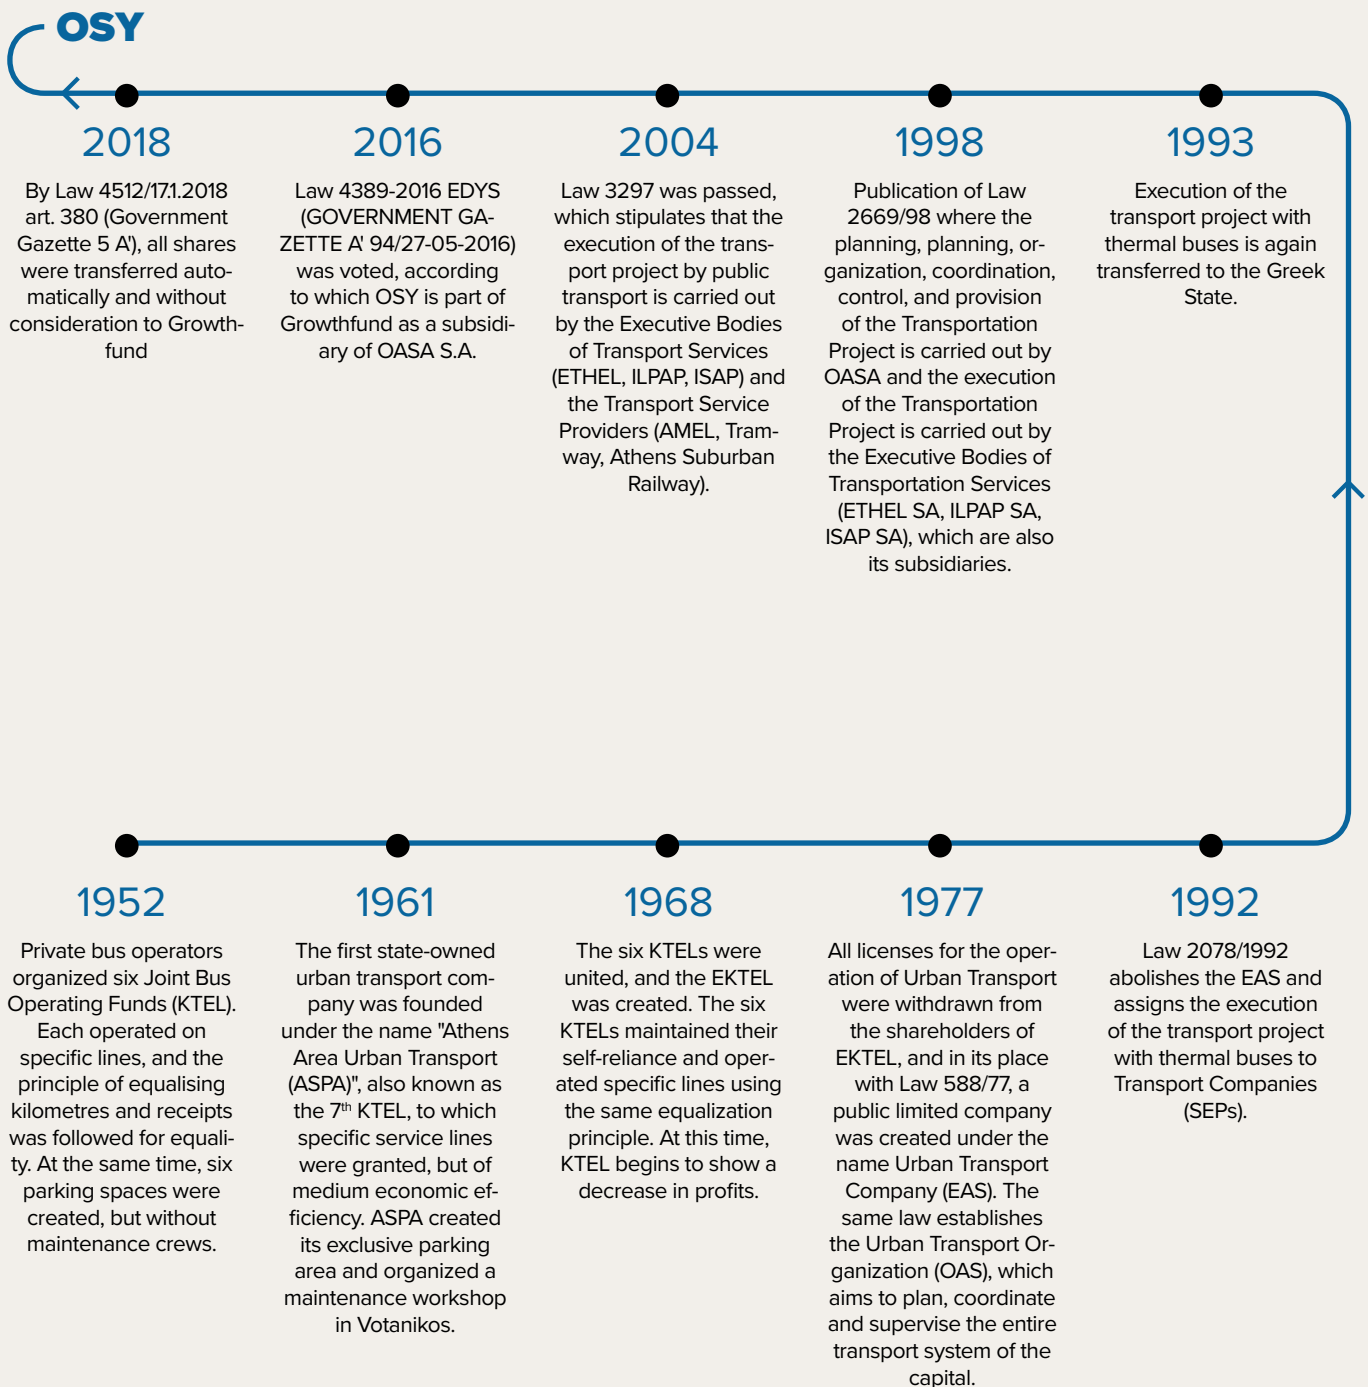 OSY
2018
By Law 4512/17.1.2018
art. 380 (Government
Gazette 5 A'), all shares
were transferred auto-
matically and without
consideration to Growth-
fund
2016
Law 4389-2016 EDYS
(GOVERNMENT GA-
ZETTE A' 94/27-05-2016)
was voted, according
to which OSY is part of
Growthfund as a subsidi-
ary of OASA S.A.
2004
Law 3297 was passed,
which stipulates that the
execution of the trans-
port project by public
transport is carried out
by the Executive Bodies
of Transport Services
(ETHEL, ILPAP, ISAP) and
the Transport Service
Providers (AMEL, Tram-
way, Athens Suburban
Railway).
1998
Publication of Law
2669/98 where the
planning, planning, or-
ganization, coordination,
control, and provision
of the Transportation
Project is carried out by
OASA and the execution
of the Transportation
Project is carried out by
the Executive Bodies of
Transportation Services
(ETHEL SA, ILPAP SA,
ISAP SA), which are also
its subsidiaries.
1993
Execution of the
transport project with
thermal buses is again
transferred to the Greek
State.
1952
Private bus operators
organized six Joint Bus
Operating Funds (KTEL).
Each operated on
specific lines, and the
principle of equalising
kilometres and receipts
was followed for equali-
ty. At the same time, six
parking spaces were
created, but without
maintenance crews.
1961
The first state-owned
urban transport com-
pany was founded
under the name "Athens
Area Urban Transport
(ASPA)", also known as
the 7th KTEL, to which
specific service lines
were granted, but of
medium economic ef-
ficiency. ASPA created
its exclusive parking
area and organized a
maintenance workshop
in Votanikos.
1968
The six KTELs were
united, and the EKTEL
was created. The six
KTELs maintained their
self-reliance and oper-
ated specific lines using
the same equalization
principle. At this time,
KTEL begins to show a
decrease in profits.
1977
All licenses for the oper-
ation of Urban Transport
were withdrawn from
the shareholders of
EKTEL, and in its place
with Law 588/77, a
public limited company
was created under the
name Urban Transport
Company (EAS). The
same law establishes
the Urban Transport Or-
ganization (OAS), which
aims to plan, coordinate
and supervise the entire
transport system of the
capital.
1992
Law 2078/1992
abolishes the EAS and
assigns the execution
of the transport project
with thermal buses to
Transport Companies
(SEPs).